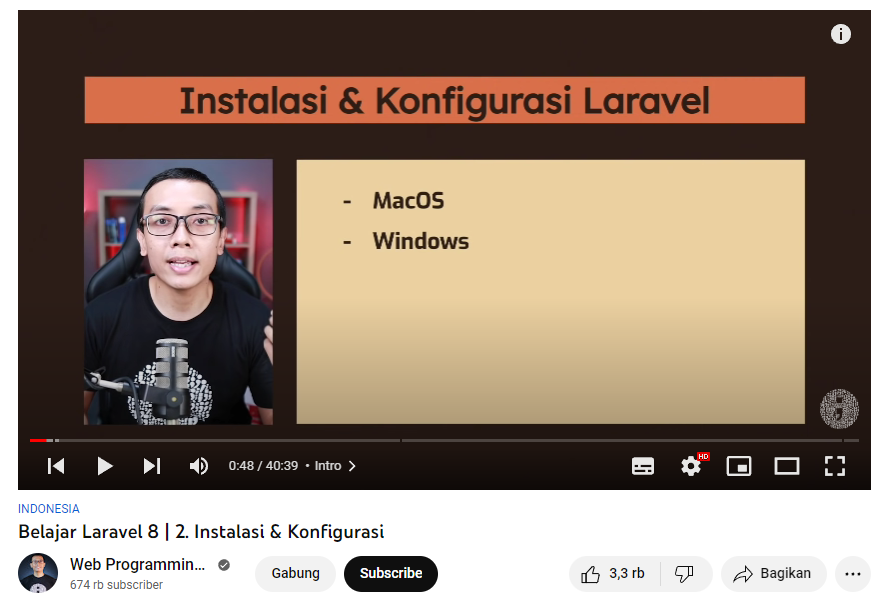 Instalasi & Konfigurasi Laravel
- MacOS
- Windows
0:48 / 40:39 • Intro
HD
INDONESIA
Belajar Laravel 8 | 2. Instalasi & Konfigurasi
Web Programmin...
674 rb subscriber
Gabung
Subscribe
3,3 rb
Bagikan